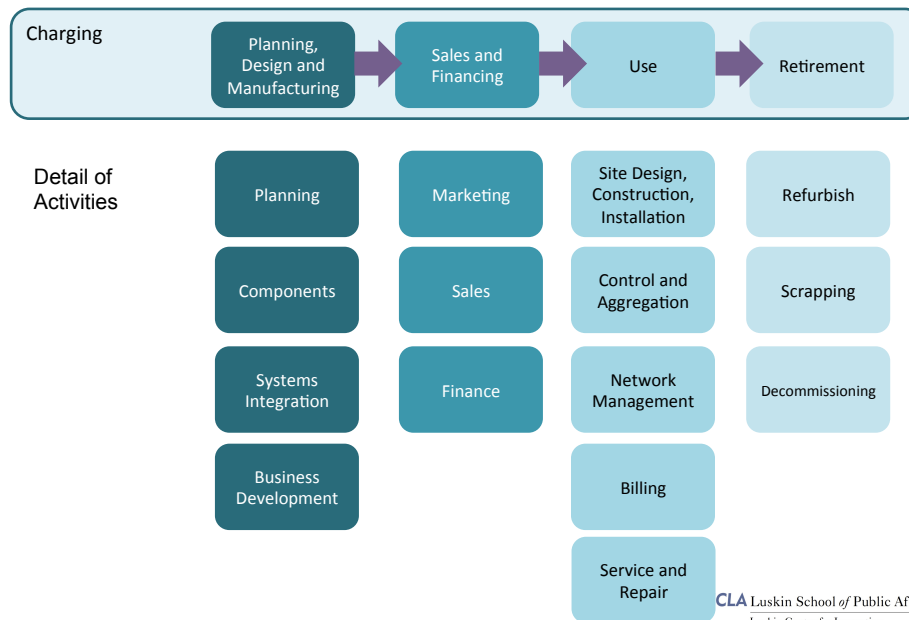 Charging
Planning,
Design and
Manufacturing
Sales and
Financing
Use
Retirement
Detail of
Activities
Planning
Marketing
Site Design,
Construction,
Installation
Refurbish
Components
Sales
Control and
Aggregation
Scrapping
Systems
Integration
Finance
Network
Management
Decommissioning
Business
Development
Billing
Service and
Repair
CLA Luskin School of Public Af